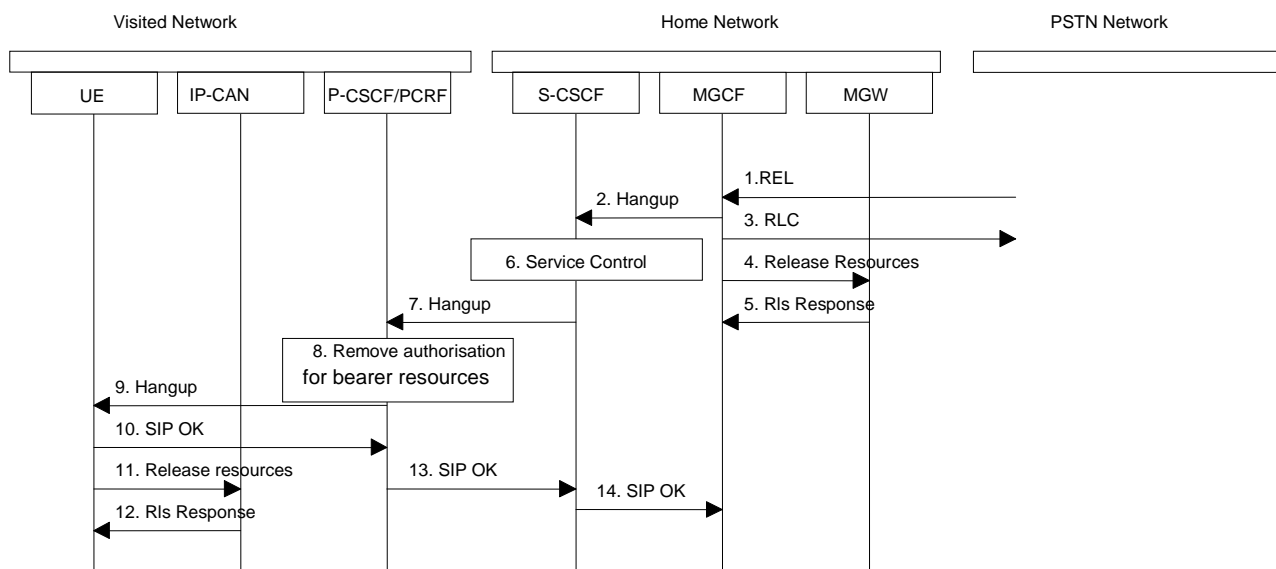 Visited Network
Home Network
PSTN Network
UE
IP-CAN
P-CSCF/PCRF
S-CSCF
MGCF
MGW
1.REL
2. Hangup
3. RLC
6. Service Control
4. Release Resources
7. Hangup
5. Rls Response
8. Remove authorisation
for bearer resources
9. Hangup
10. SIP OK
11. Release resources
13. SIP OK
14. SIP OK
12. Rls Response